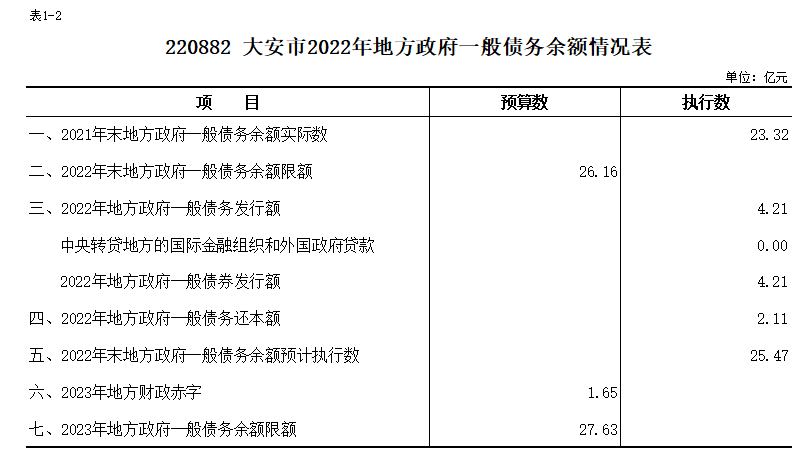 表1-2
220882 大安市2022年地方政府一般债务余额情况表
单位：亿元
项 目 预算数 执行数
一、2021年末地方政府一般债务余额实际数 23.32
二、2022年末地方政府一般债务余额限额 26.16
三、2022年地方政府一般债务发行额 4.21
中央转贷地方的国际金融组织和外国政府贷款 0.00
2022年地方政府一般债券发行额 4.21
四、2022年地方政府一般债务还本额 2.11
五、2022年末地方政府一般债务余额预计执行数 25.47
六、2023年地方财政赤字 1.65
七、2023年地方政府一般债务余额限额 27.63